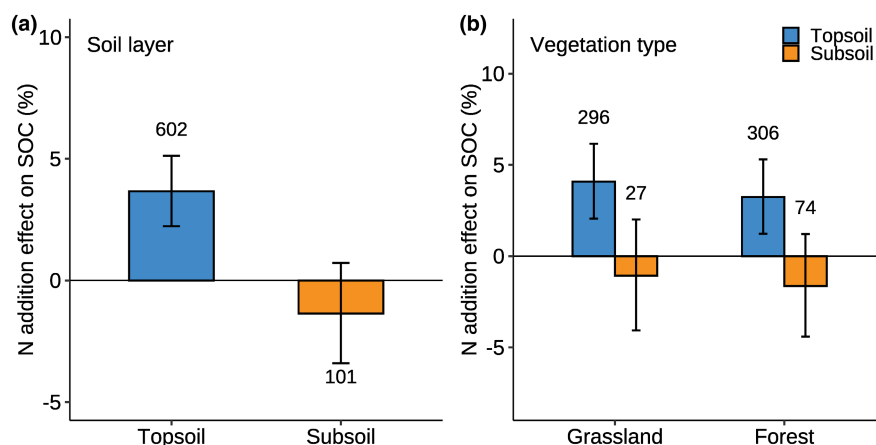 (a)
Soil layer
N addition effect on SOC (%)
10
5
0
-5
602
101
Topsoil
Subsoil
(b)
Vegetation type
Topsoil
Subsoil
N addition effect on SOC (%)
10
5
0
-5
296
27
306
74
Grassland
Forest